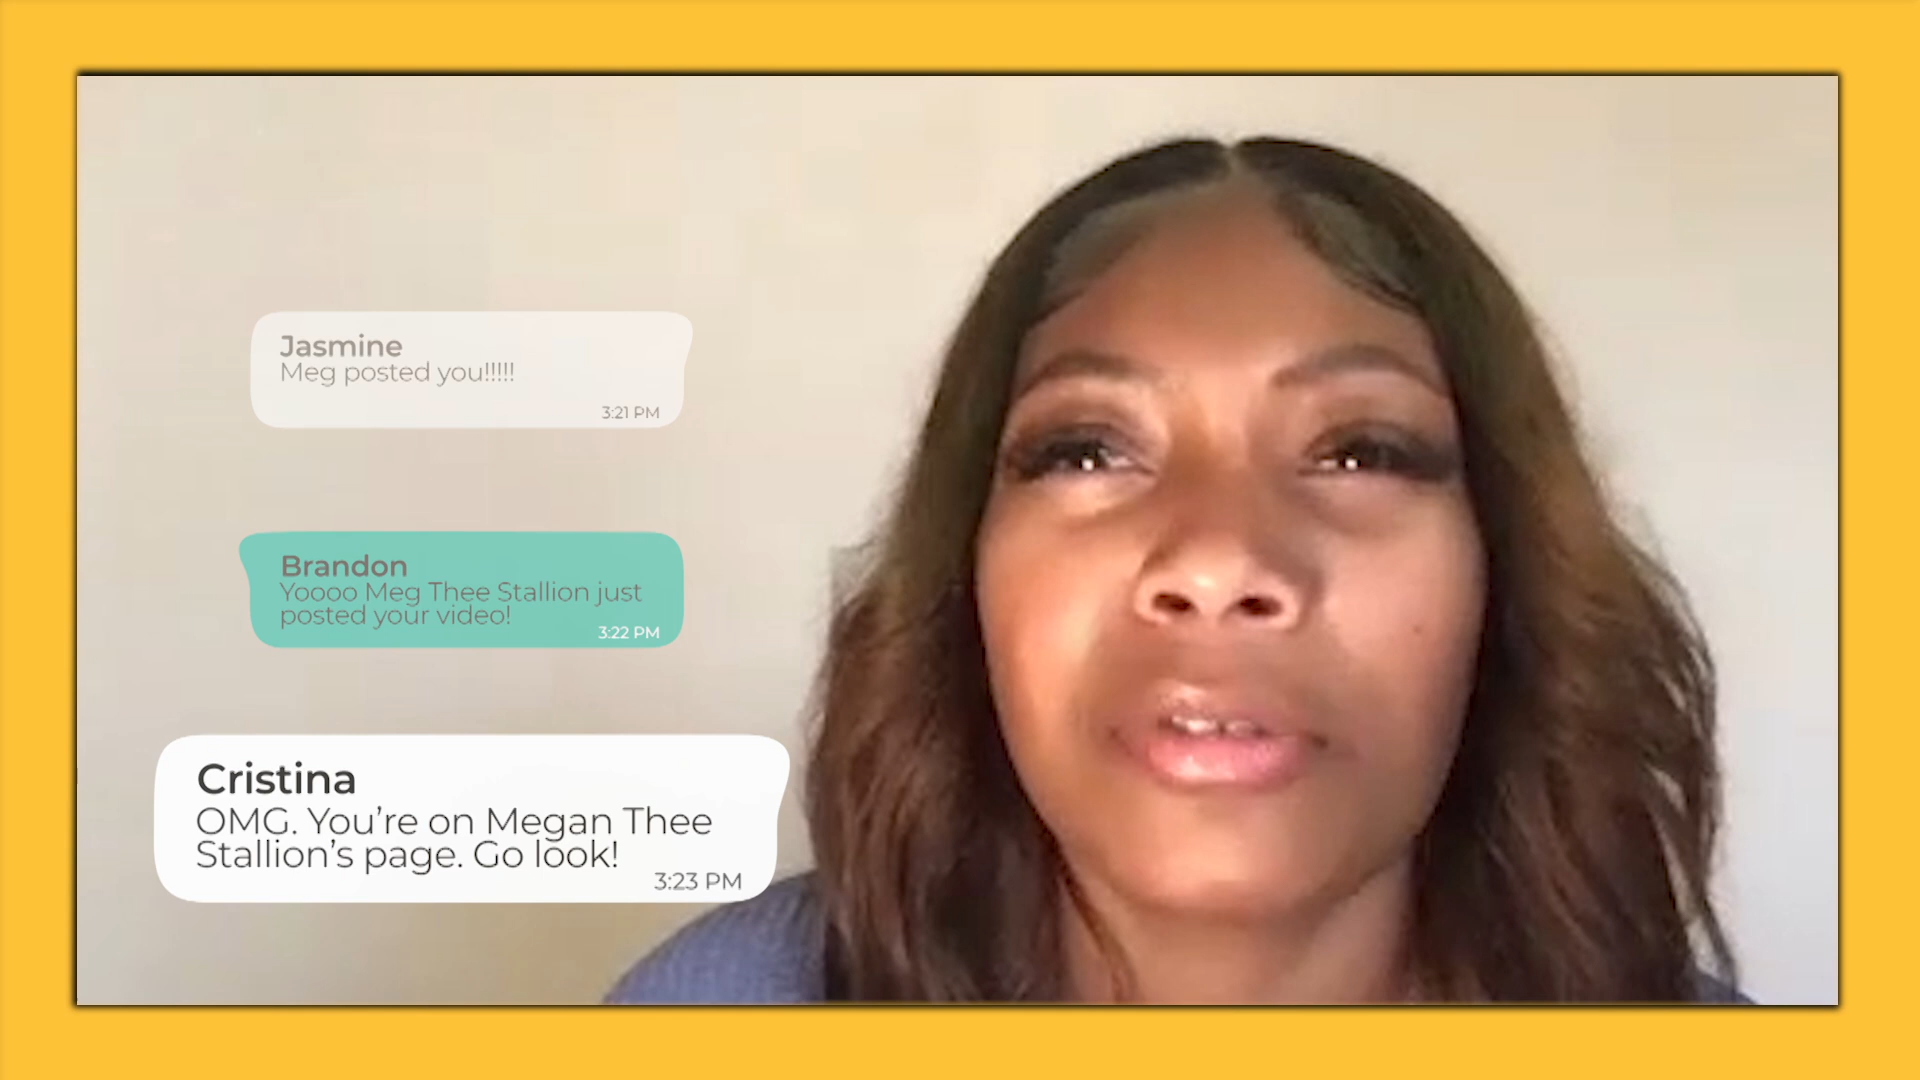 Jasmine
Meg posted you!!!!!
3:21 PM
Brandon
Yoooo Meg Thee Stallion just
posted your video!
3:22 PM
Cristina
OMG. You’re on Megan Thee
Stallion’s page. Go look!
3:23 PM